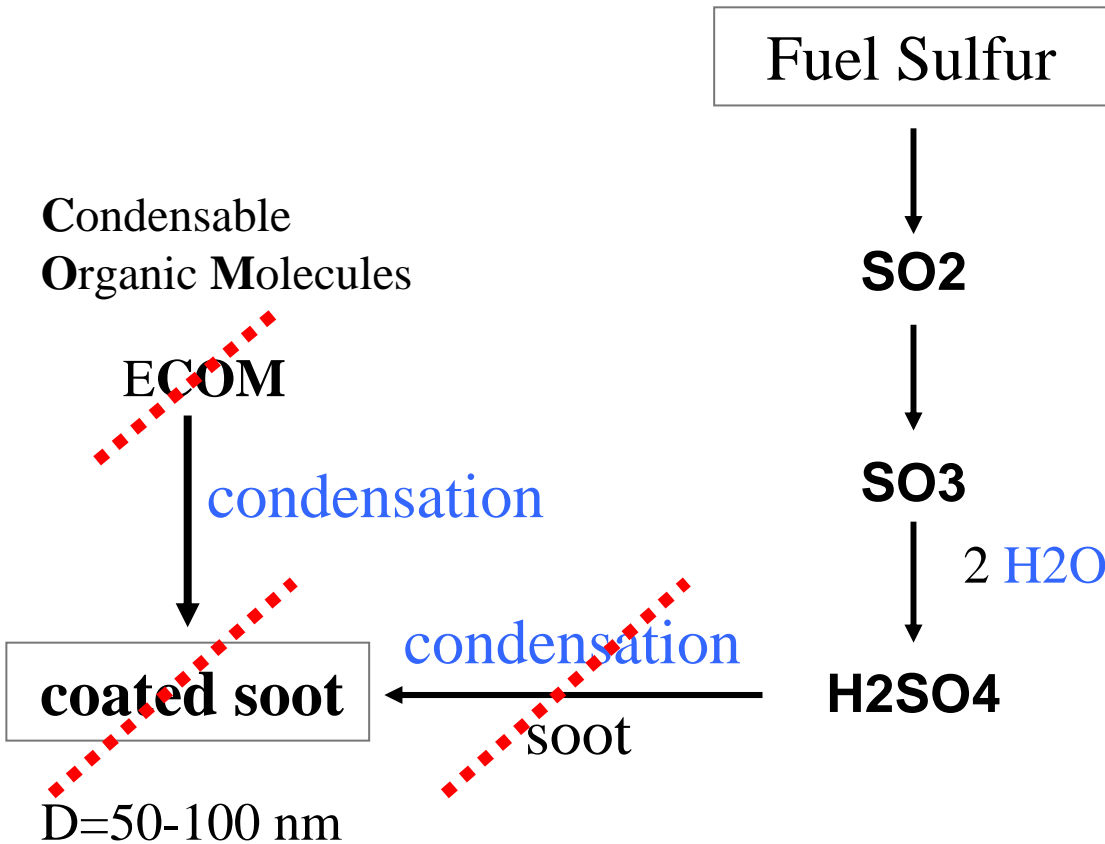 Fuel Sulfur
Condensable
Organic Molecules
SO2
ECOM
condensation
SO3
2 H2O
condensation
coated soot
H2SO4
soot
D=50-100 nm